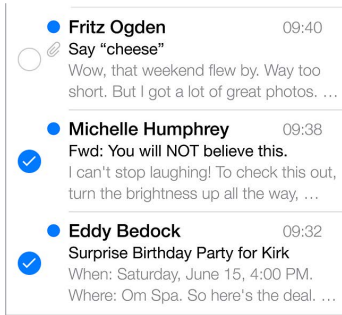 Fritz Ogden 09:40
Say “cheese”
Wow, that weekend flew by. Way too
short. But I got a lot of great photos. …
Michelle Humphrey 09:38
Fwd: You will NOT believe this.
I can't stop laughing! To check this out,
turn the brightness up all the way, …
Eddy Bedock 09:32
Surprise Birthday Party for Kirk
When: Saturday, June 15, 4:00 PM.
Where: Om Spa. So here's the deal. …